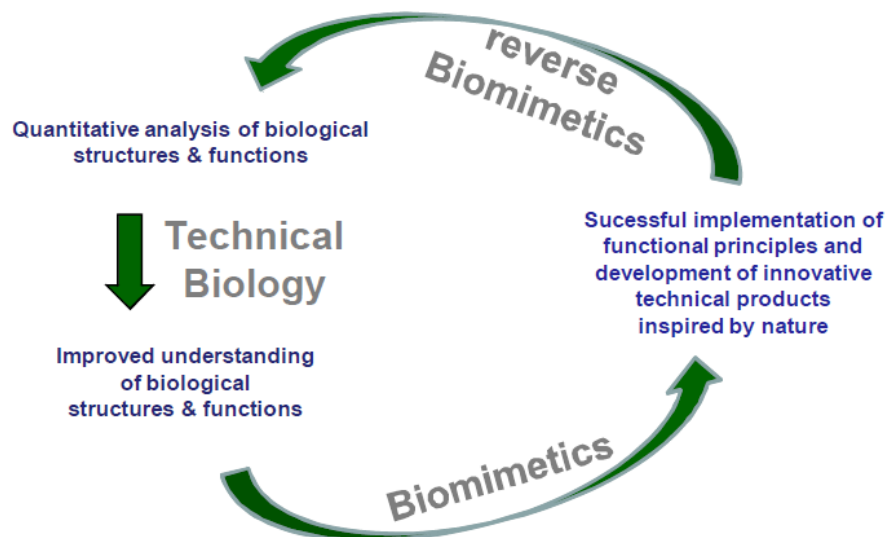 reverse
Biomimetics
Quantitative analysis of biological
structures & functions
Technical
Biology
Sucessful implementation of
functional principles and
development of innovative
technical products
inspired by nature
Improved understanding
of biological
structures & functions
Biomimetics